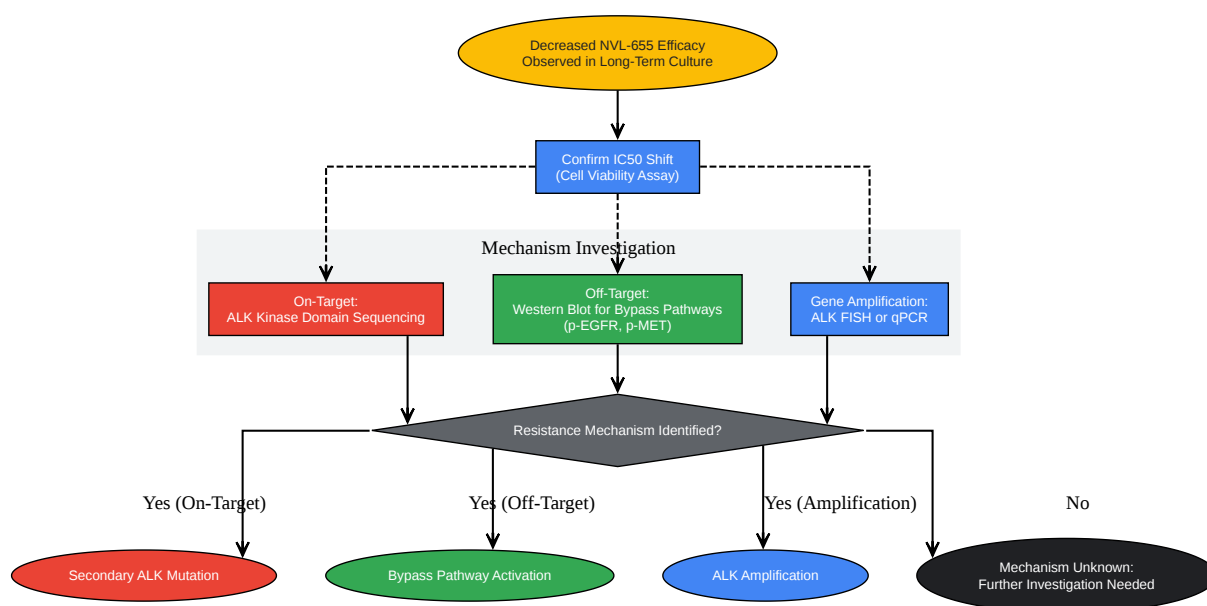 Decreased NVL-655 Efficacy
Observed in Long-Term Culture
Confirm IC50 Shift
(Cell Viability Assay)
Mechanism Investigation
On-Target:
ALK Kinase Domain Sequencing
Off-Target:
Western Blot for Bypass Pathways
(p-EGFR, p-MET)
Gene Amplification:
ALK FISH or qPCR
Resistance Mechanism Identified?
Yes (On-Target)
Yes (Off-Target)
Yes (Amplification)
No
Secondary ALK Mutation
Bypass Pathway Activation
ALK Amplification
Mechanism Unknown:
Further Investigation Needed